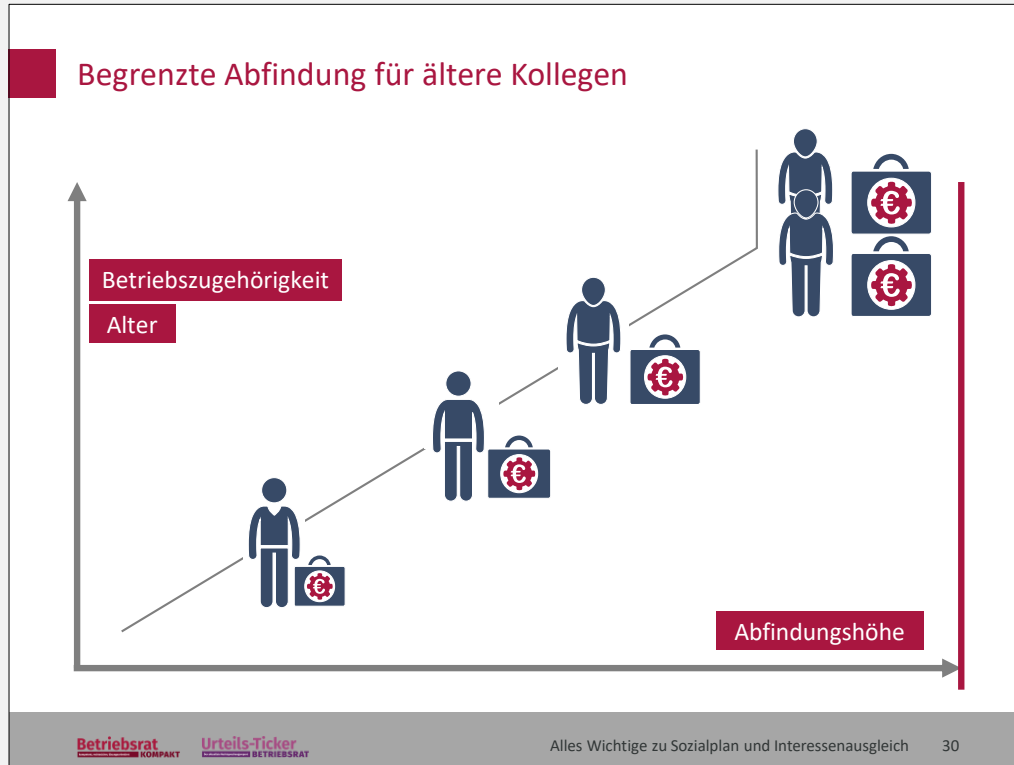 Begrenzte Abfindung für ältere Kollegen
Betriebszugehörigkeit
Alter
€
€
€
€
€
Abfindungshöhe
Betriebsrat
KOMPAKT
Urteils-Ticker
BETRIEBSRAT
Alles Wichtige zu Sozialplan und Interessenausgleich 30